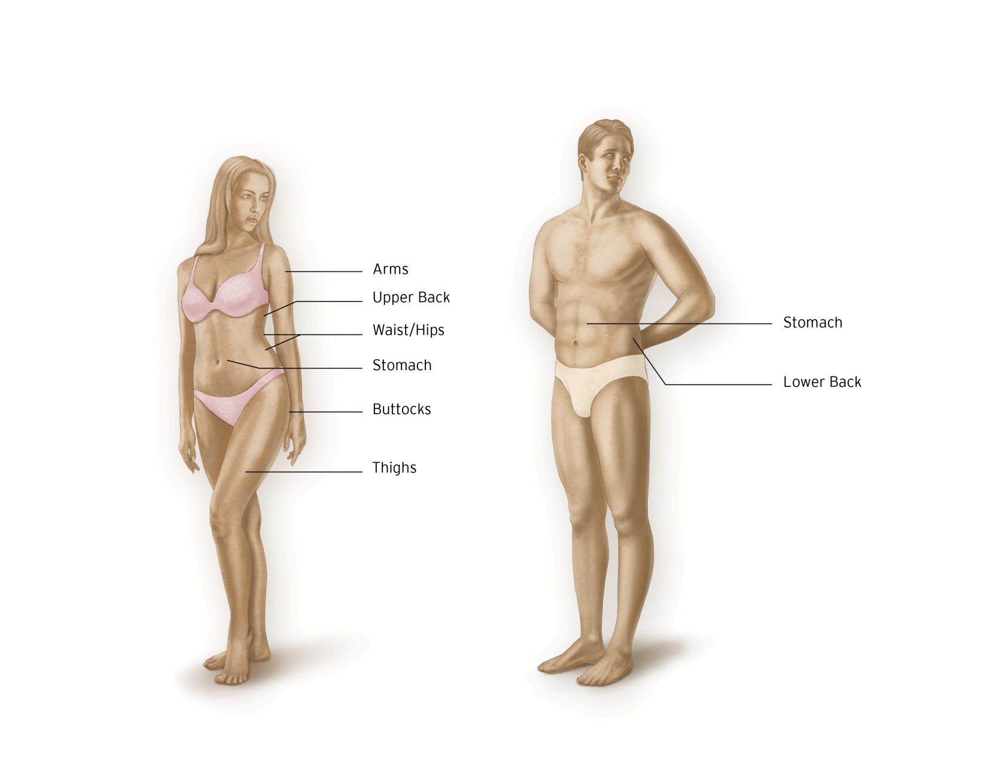 Arms
Upper Back
Waist/Hips
Stomach
Buttocks
Thighs
Stomach
Lower Back